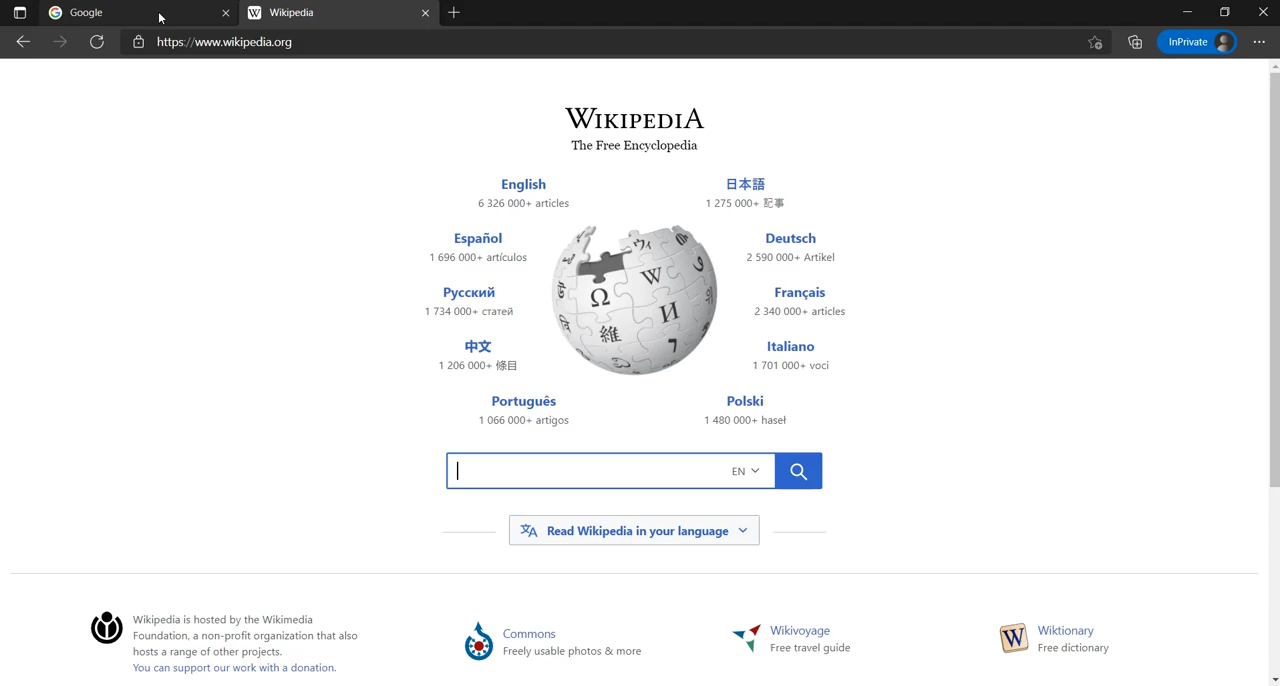 Google
Wikipedia
https://www.wikipedia.org
InPrivate
WIKIPEDIA
The Free Encyclopedia
English
6 326 000+ articles
日本語
1 275 000+ 記事
Español
1 696 000+ artículos
Deutsch
2 590 000+ Artikel
Русский
1 734 000+ статей
Français
2 340 000+ articles
中文
1 206 000+ 條目
Italiano
1 701 000+ voci
Português
1 066 000+ artigos
Polski
1 480 000+ haseł
EN
Read Wikipedia in your language
Wikipedia is hosted by the Wikimedia
Foundation, a non-profit organization that also
hosts a range of other projects.
You can support our work with a donation.
Commons
Freely usable photos & more
Wikivoyage
Free travel guide
Wiktionary
Free dictionary